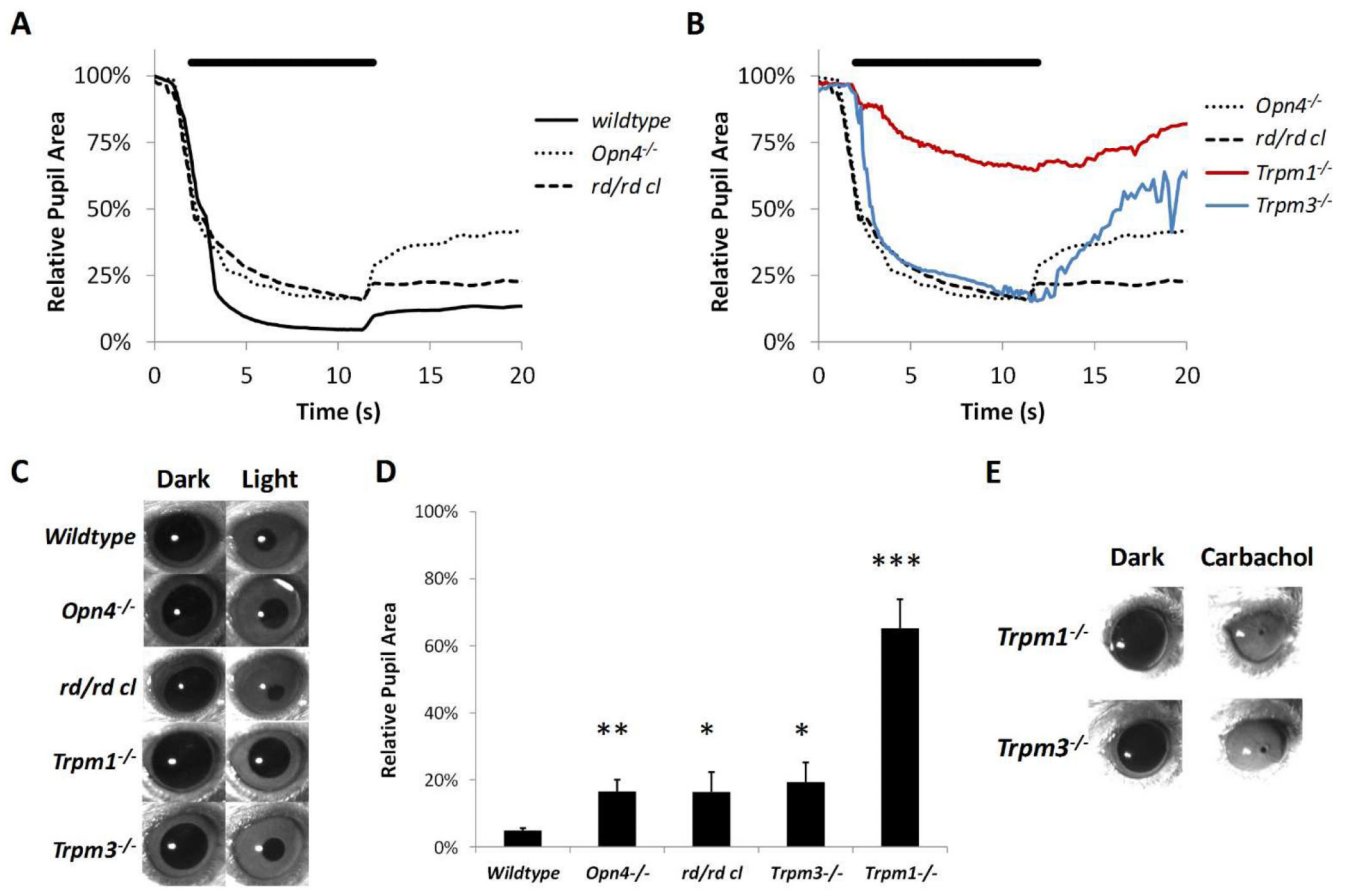 A
Relative Pupil Area
100%
75%
50%
25%
0%
0 5 10 15 20
Time (s)
wildtype
Opn4-/-
rd/rd cl
B
Relative Pupil Area
100%
75%
50%
25%
0%
0 5 10 15 20
Time (s)
Opn4-/-
rd/rd cl
Trpm1-/-
Trpm3-/-
C
Dark Light
Wildtype
Opn4-/-
rd/rd cl
Trpm1-/-
Trpm3-/-
D
Relative Pupil Area
100%
80%
60%
40%
20%
0%
** * * ***
Wildtype Opn4-/- rd/rd cl Trpm3-/- Trpm1-/-
E
Dark Carbachol
Trpm1-/-
Trpm3-/-